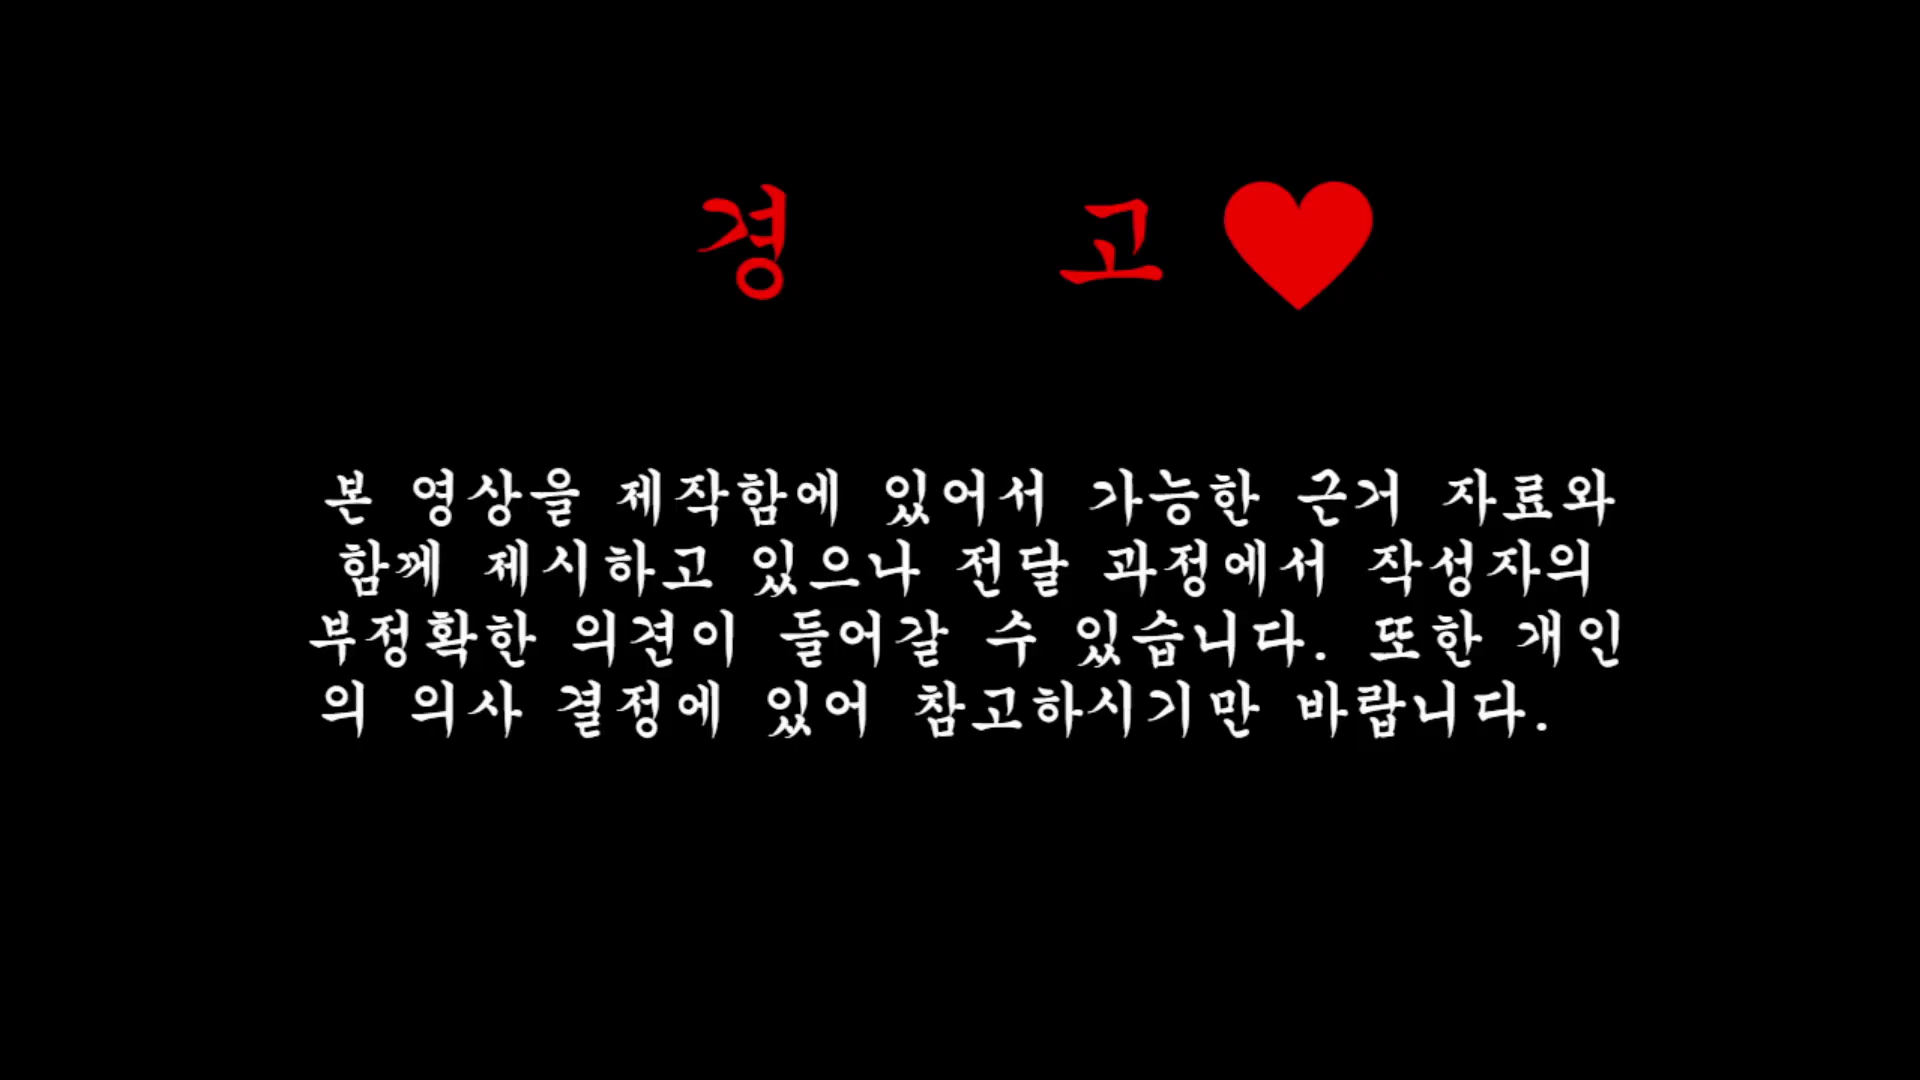 경 고♥
본 영상을 제작함에 있어서 가능한 근거 자료와
함께 제시하고 있으나 전달 과정에서 작성자의
부정확한 의견이 들어갈 수 있습니다. 또한 개인
의 의사 결정에 있어 참고하시기만 바랍니다.